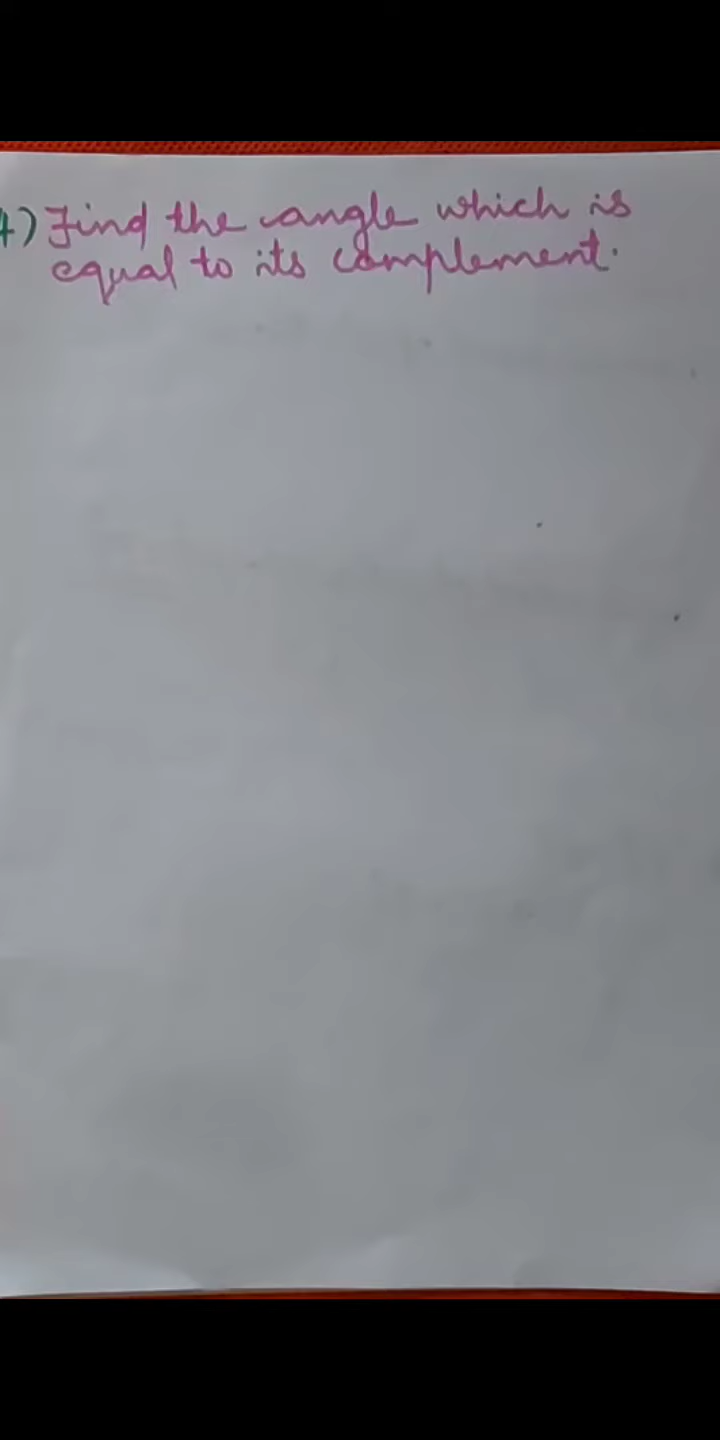 4) Find the angle which is
equal to its complement.